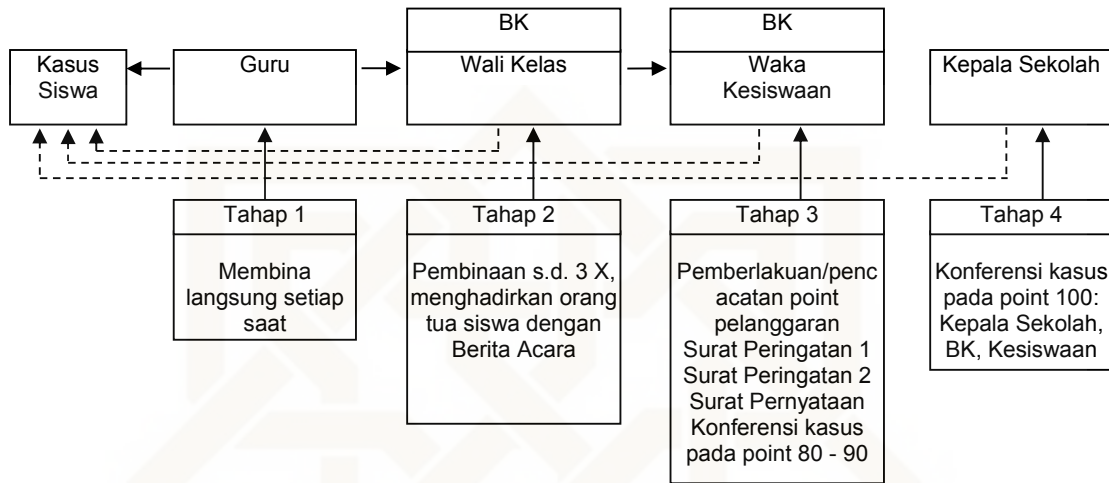 BK
BK
Kasus
Siswa
Guru
Wali Kelas
Waka
Kesiswaan
Kepala Sekolah
Tahap 1
Membina
langsung setiap
saat
Tahap 2
Pembinaan s.d. 3 X,
menghadirkan orang
tua siswa dengan
Berita Acara
Tahap 3
Pemberlakuan/penc
acatan point
pelanggaran
Surat Peringatan 1
Surat Peringatan 2
Surat Pernyataan
Konferensi kasus
pada point 80 - 90
Tahap 4
Konferensi kasus
pada point 100:
Kepala Sekolah,
BK, Kesiswaan